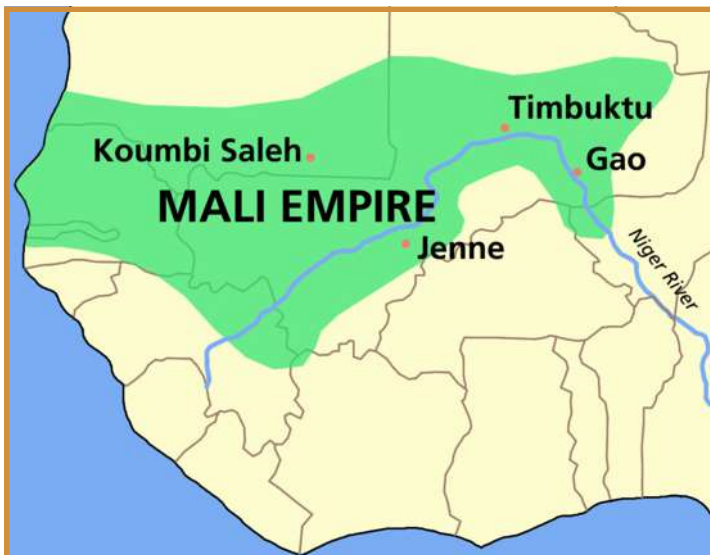 Timbuktu
Koumbi Saleh
Gao
MALI EMPIRE
Jenne
Niger River